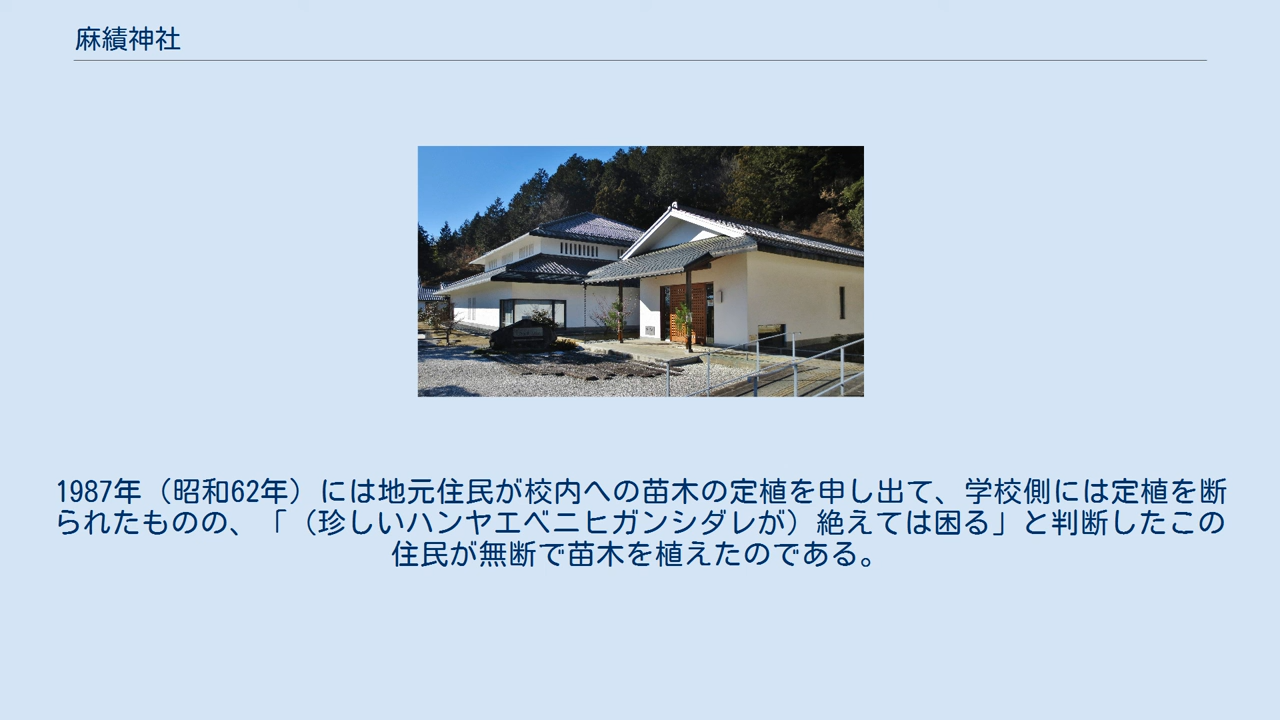 麻績神社
1987年（昭和62年）には地元住民が校内への苗木の定植を申し出て、学校側には定植を断
られたものの、「（珍しいハンヤエベニヒガンシダレが）絶えては困る」と判断したこの
住民が無断で苗木を植えたのである。